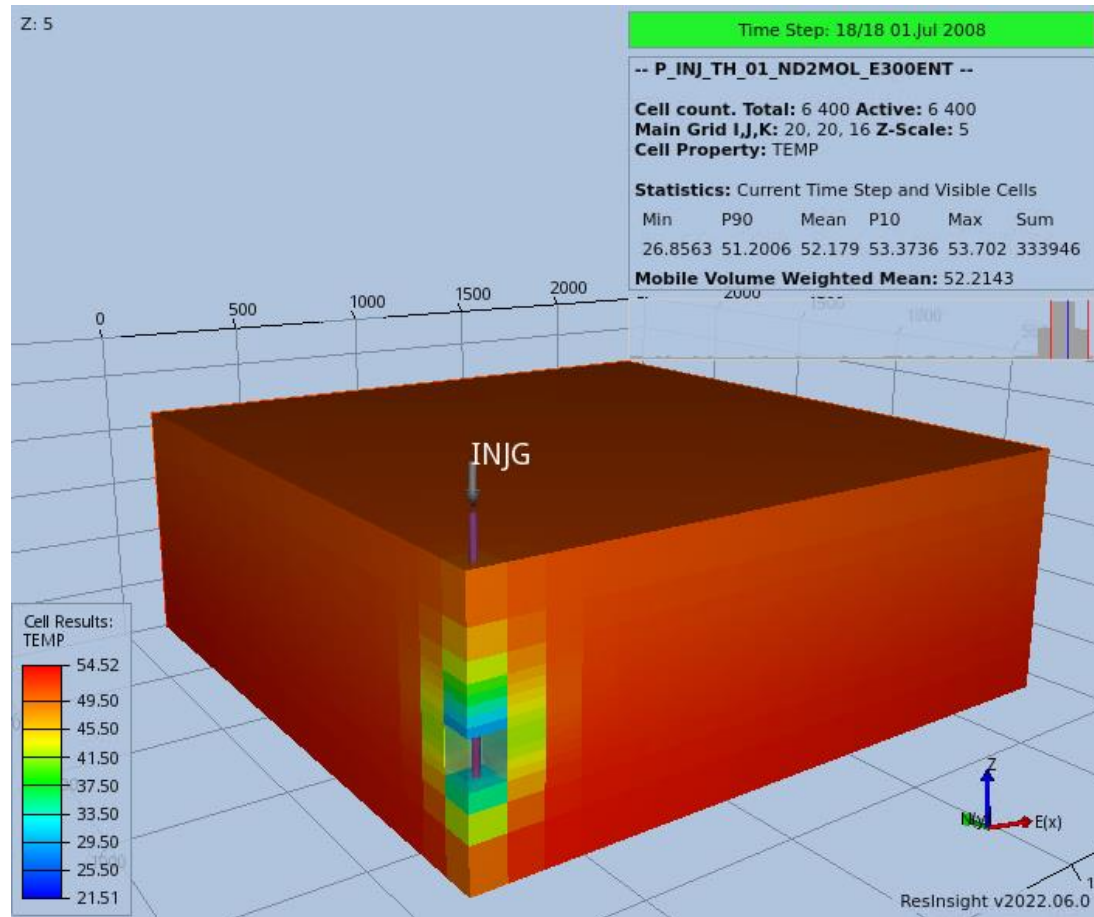 Z: 5
Time Step: 18/18 01.Jul 2008
-- P_INJ_TH_01_ND2MOL_E300ENT --
Cell count. Total: 6 400 Active: 6 400
Main Grid I,J,K: 20, 20, 16 Z-Scale: 5
Cell Property: TEMP
Statistics: Current Time Step and Visible Cells
Min P90 Mean P10 Max Sum
26.8563 51.2006 52.179 53.3736 53.702 333946
Mobile Volume Weighted Mean: 52.2143
0 500 1000 1500 2000
2000 1500 1000
INJG
Cell Results:
TEMP
54.52
49.50
45.50
41.50
37.50
33.50
29.50
25.50
21.51
Z
N(y)
E(x)
ResInsight v2022.06.0